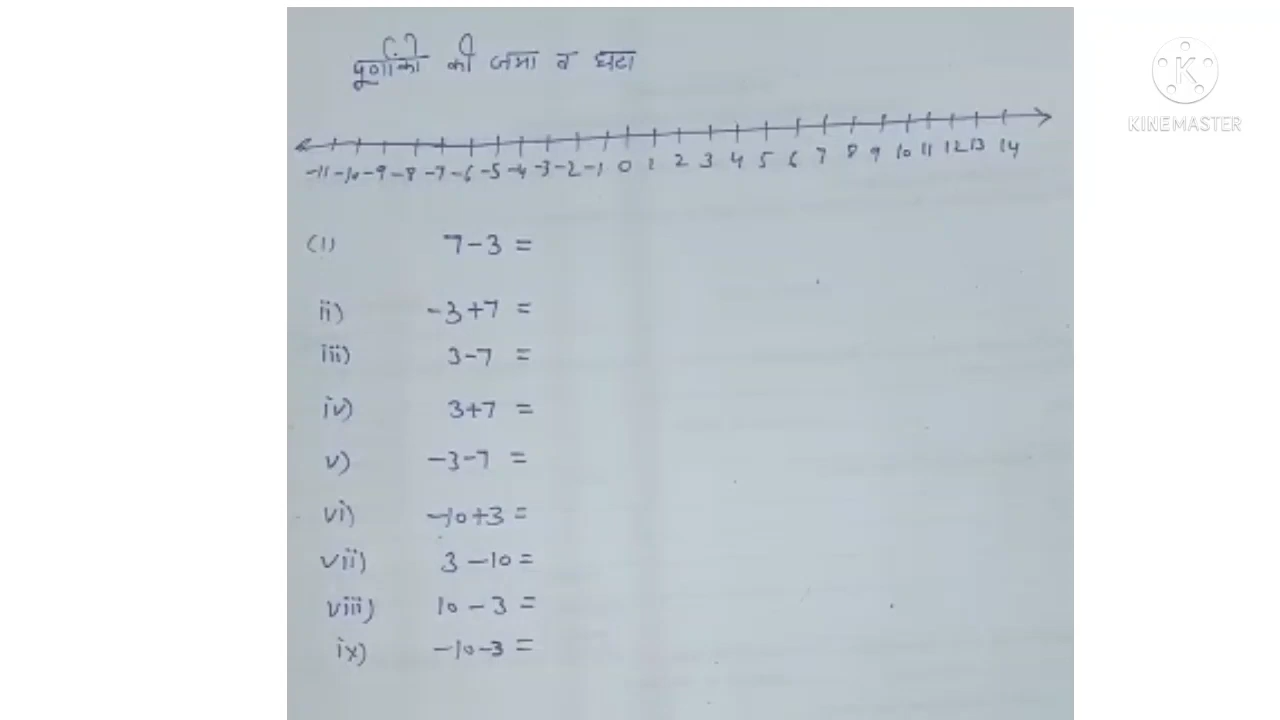 पूर्णांकों की जमा व घटा
KINEMASTER
-11 -10 -9 -8 -7 -6 -5 -4 -3 -2 -1 0 1 2 3 4 5 6 7 8 9 10 11 12 13 14
(1) 7-3 =
ii) -3+7 =
iii) 3-7 =
iv) 3+7 =
v) -3-7 =
vi) -10+3 =
vii) 3-10 =
viii) 10-3 =
ix) -10-3 =